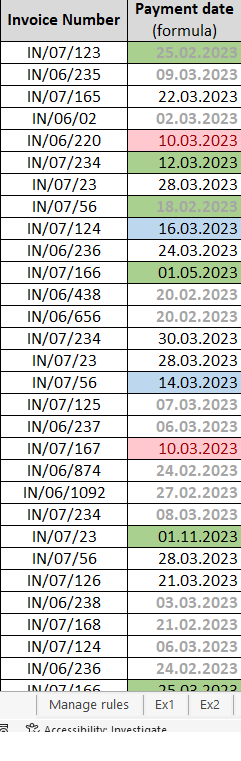 Invoice Number Payment date
(formula)
IN/07/123 25.02.2023
IN/06/235 09.03.2023
IN/07/165 22.03.2023
IN/06/02 02.03.2023
IN/06/220 10.03.2023
IN/07/234 12.03.2023
IN/07/23 28.03.2023
IN/07/56 18.02.2023
IN/07/124 16.03.2023
IN/06/236 24.03.2023
IN/07/166 01.05.2023
IN/06/438 20.02.2023
IN/06/656 20.02.2023
IN/07/234 30.03.2023
IN/07/23 28.03.2023
IN/07/56 14.03.2023
IN/07/125 07.03.2023
IN/06/237 06.03.2023
IN/07/167 10.03.2023
IN/06/874 24.02.2023
IN/06/1092 27.02.2023
IN/07/234 08.03.2023
IN/07/23 01.11.2023
IN/07/56 28.03.2023
IN/07/126 21.03.2023
IN/06/238 03.03.2023
IN/07/168 21.02.2023
IN/07/124 06.03.2023
IN/06/236 24.02.2023
IN/07/166 25.03.2023
Manage rules Ex1 Ex2
Accessibility: Investigate